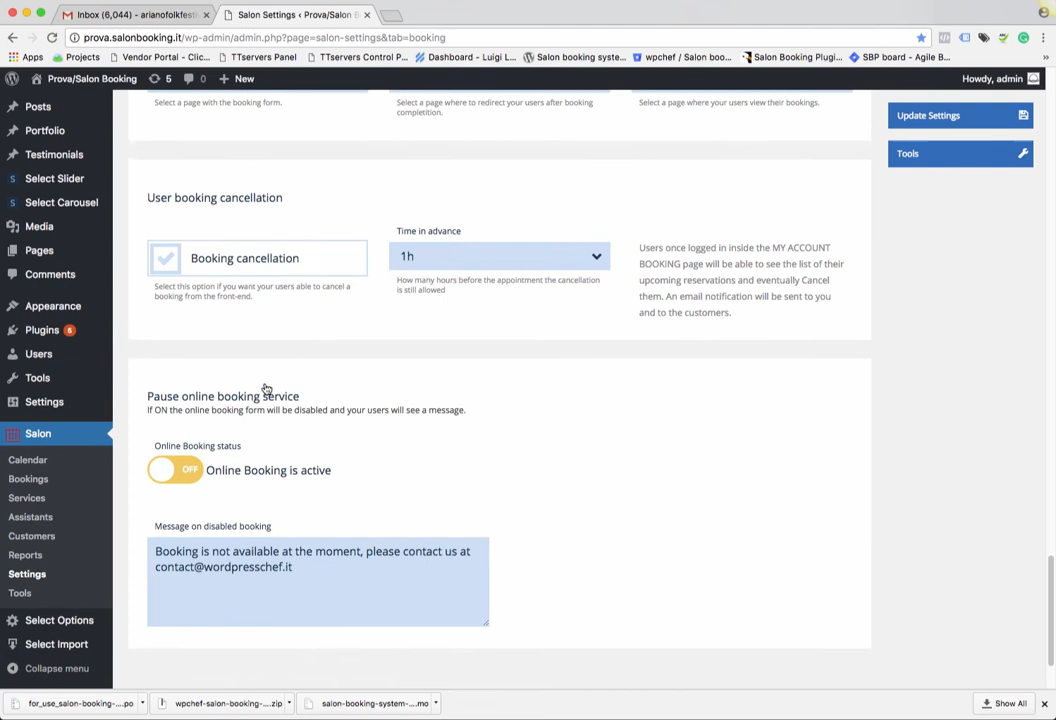 Inbox (6,044) - arianofolkfesti
Salon Settings ‹ Prova/Salon B
prova.salonbooking.it/wp-admin/admin.php?page=salon-settings&tab=booking
Apps
Projects
Vendor Portal - Clic...
TTservers Panel
TTservers Control P...
Dashboard - Luigi L...
Salon booking syste...
wpchef / Salon boo...
Salon Booking Plugi...
SBP board - Agile B...
Prova/Salon Booking
5
0
New
Howdy, admin
Posts
Portfolio
Testimonials
Select Slider
Select Carousel
Media
Pages
Comments
Appearance
Plugins 6
Users
Tools
Settings
Salon
Calendar
Bookings
Services
Assistants
Customers
Reports
Settings
Tools
Select Options
Select Import
Collapse menu
Select a page with the booking form.
Select a page where to redirect your users after booking
completition.
Select a page where your users view their bookings.
Update Settings
Tools
User booking cancellation
Booking cancellation
Select this option if you want your users able to cancel a
booking from the front-end.
Time in advance
1h
How many hours before the appointment the cancellation
is still allowed
Users once logged in inside the MY ACCOUNT
BOOKING page will be able to see the list of their
upcoming reservations and eventually Cancel
them. An email notification will be sent to you
and to the customers.
Pause online booking service
If ON the online booking form will be disabled and your users will see a message.
Online Booking status
OFF Online Booking is active
Message on disabled booking
Booking is not available at the moment, please contact us at
contact@wordpresschef.it
for_use_salon-booking-....po
wpchef-salon-booking-....zip
salon-booking-system-....mo
Show All